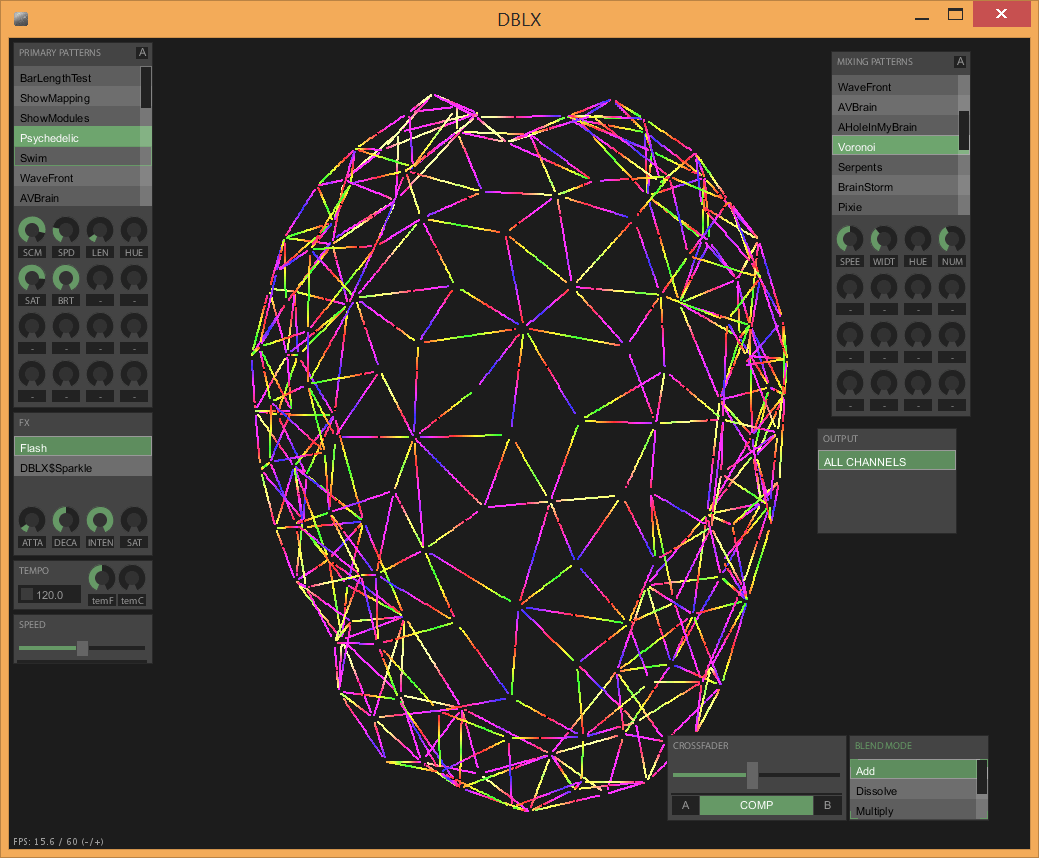 DBLX
PRIMARY PATTERNS A
BarLengthTest
ShowMapping
ShowModules
Psychedelic
Swim
WaveFront
AVBrain
SCM SPD LEN HUE
SAT BRT - -
- - - -
- - - -
FX
Flash
DBLX$Sparkle
ATTA DECA INTEN SAT
TEMPO
120.0 temF temC
SPEED
MIXING PATTERNS A
WaveFront
AVBrain
AHoleInMyBrain
Voronoi
Serpents
BrainStorm
Pixie
SPEE WIDT HUE NUM
- - - -
- - - -
- - - -
OUTPUT
ALL CHANNELS
CROSSFADER
A COMP B
BLEND MODE
Add
Dissolve
Multiply
FPS: 15.6 / 60 (-/+)